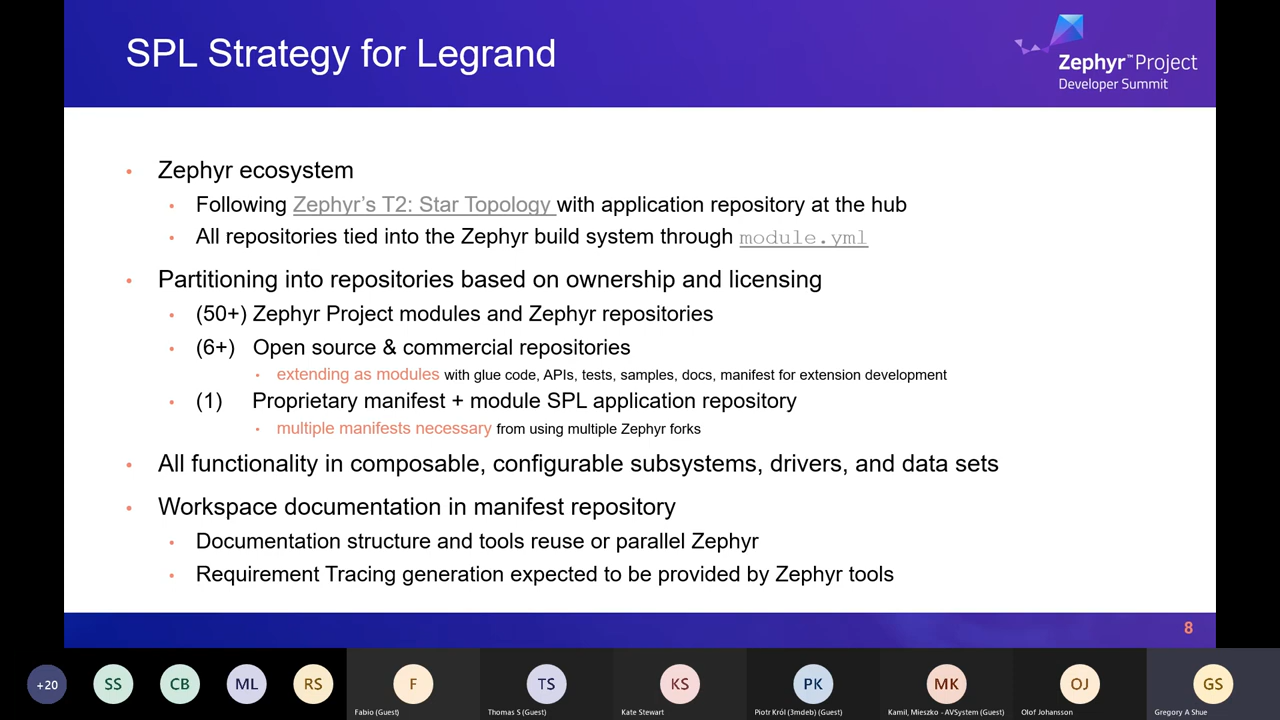 SPL Strategy for Legrand
Zephyr™Project
Developer Summit
• Zephyr ecosystem
• Following Zephyr's T2: Star Topology with application repository at the hub
• All repositories tied into the Zephyr build system through module.yml
• Partitioning into repositories based on ownership and licensing
• (50+) Zephyr Project modules and Zephyr repositories
• (6+) Open source & commercial repositories
• extending as modules with glue code, APIs, tests, samples, docs, manifest for extension development
• (1) Proprietary manifest + module SPL application repository
• multiple manifests necessary from using multiple Zephyr forks
• All functionality in composable, configurable subsystems, drivers, and data sets
• Workspace documentation in manifest repository
• Documentation structure and tools reuse or parallel Zephyr
• Requirement Tracing generation expected to be provided by Zephyr tools
8
+20 SS CB ML RS F TS KS PK MK OJ GS
Fabio (Guest) Thomas S (Guest) Kate Stewart Piotr Król (3mdeb) (Guest) Kamil, Mieszko - AVSystem (Guest) Olof Johansson Gregory A Shue